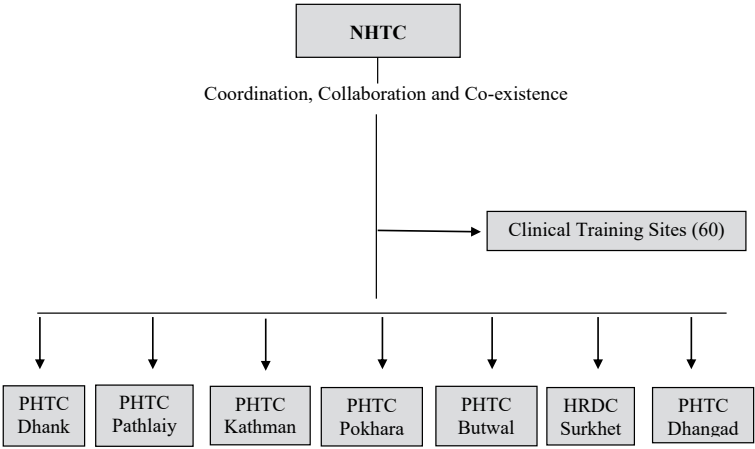 NHTC
Coordination, Collaboration and Co-existence
Clinical Training Sites (60)
PHTC
Dhank
PHTC
Pathlaiy
PHTC
Kathman
PHTC
Pokhara
PHTC
Butwal
HRDC
Surkhet
PHTC
Dhangad